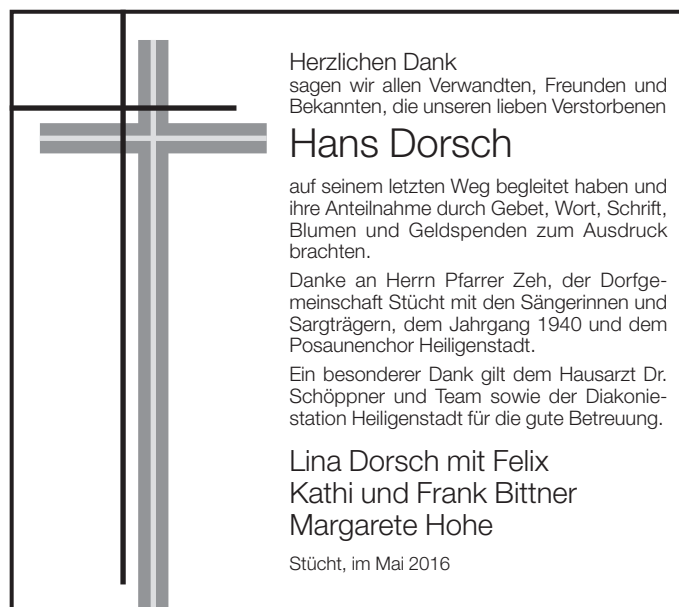 Herzlichen Dank
sagen wir allen Verwandten, Freunden und
Bekannten, die unseren lieben Verstorbenen
Hans Dorsch
auf seinem letzten Weg begleitet haben und
ihre Anteilnahme durch Gebet, Wort, Schrift,
Blumen und Geldspenden zum Ausdruck
brachten.
Danke an Herrn Pfarrer Zeh, der Dorfge-
meinschaft Stücht mit den Sängerinnen und
Sargträgern, dem Jahrgang 1940 und dem
Posaunenchor Heiligenstadt.
Ein besonderer Dank gilt dem Hausarzt Dr.
Schöppner und Team sowie der Diakonie-
station Heiligenstadt für die gute Betreuung.
Lina Dorsch mit Felix
Kathi und Frank Bittner
Margarete Hohe
Stücht, im Mai 2016